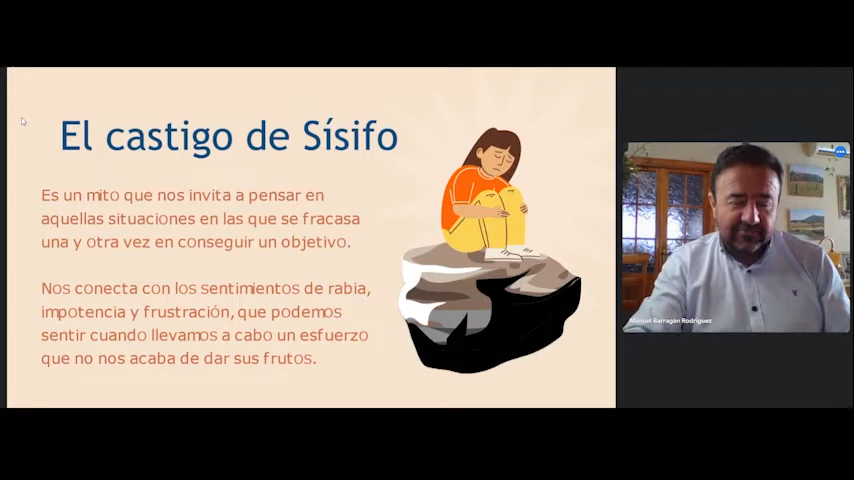 El castigo de Sísifo
Es un mito que nos invita a pensar en
aquellas situaciones en las que se fracasa
una y otra vez en conseguir un objetivo.
Nos conecta con los sentimientos de rabia,
impotencia y frustración, que podemos
sentir cuando llevamos a cabo un esfuerzo
que no nos acaba de dar sus frutos.
Manuel Barragán Rodríguez